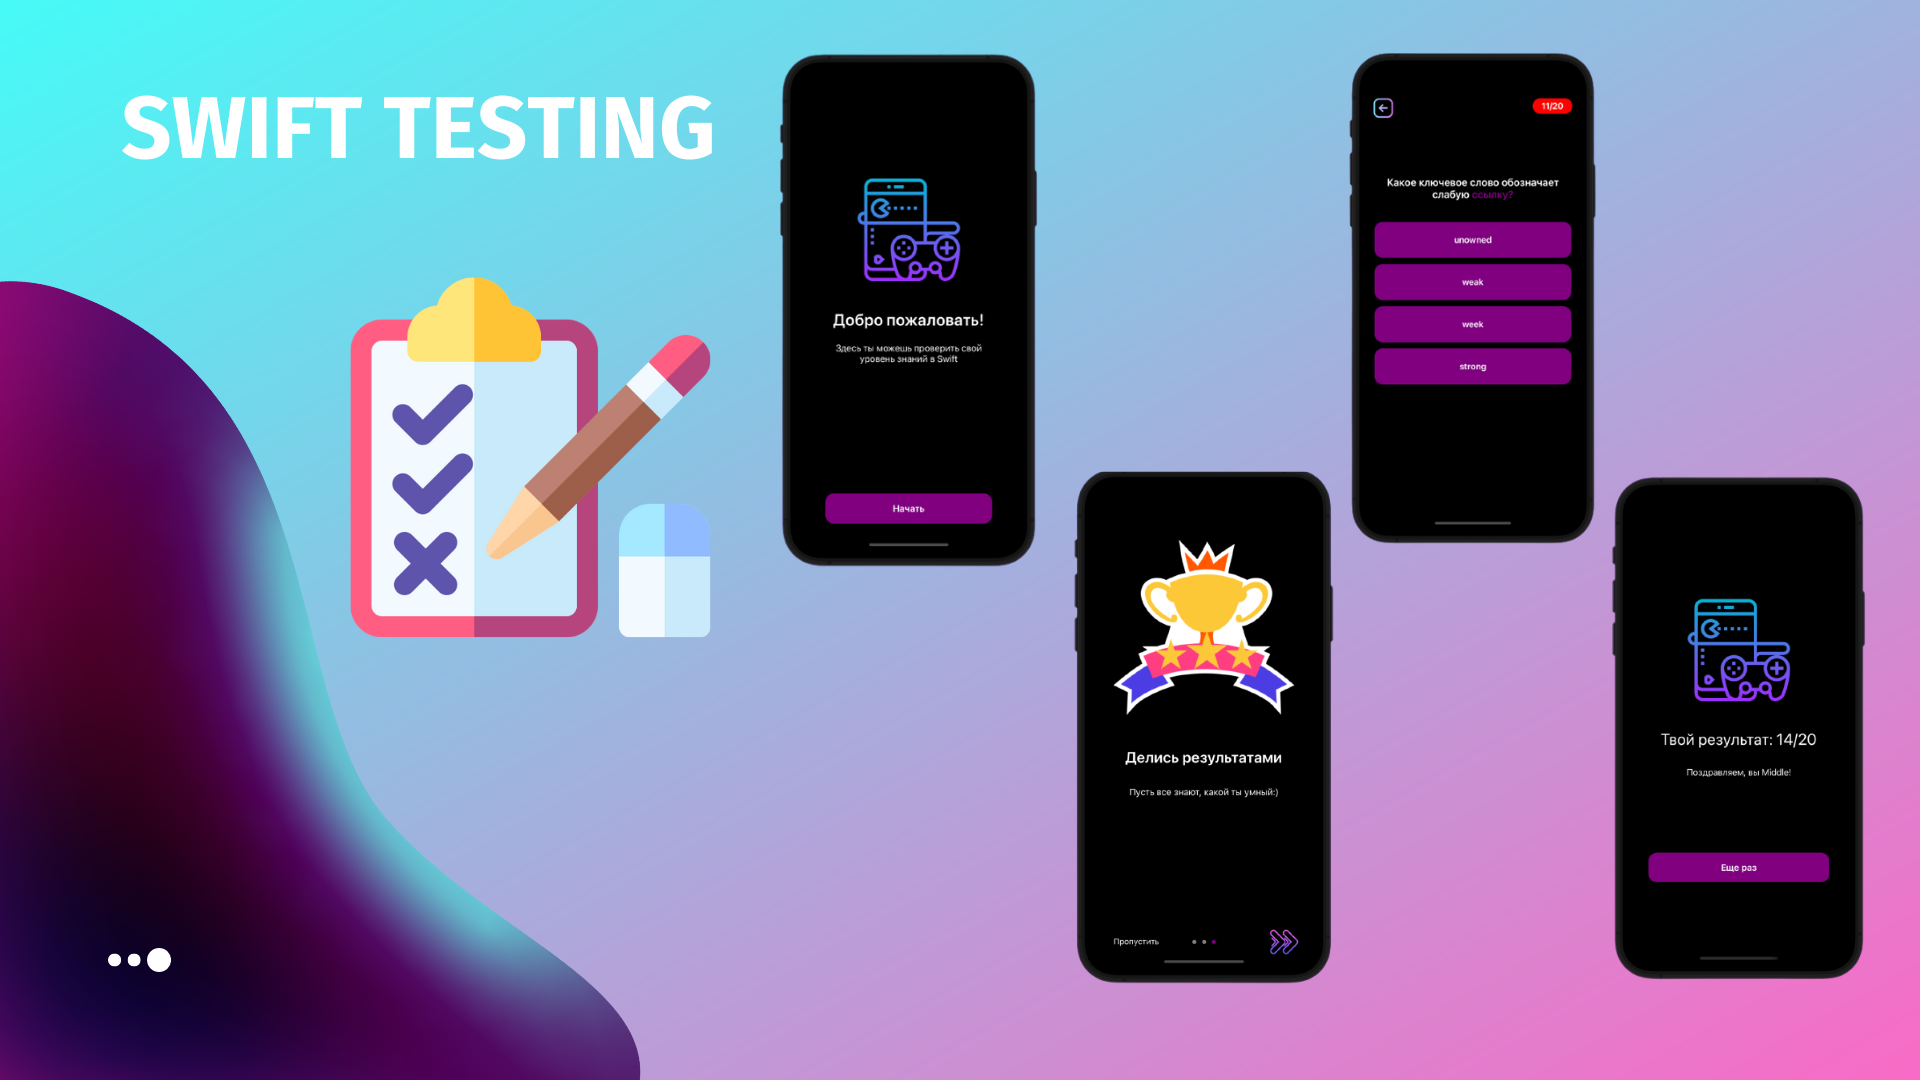 SWIFT TESTING
Добро пожаловать!
Здесь ты можешь проверить свой
уровень знаний в Swift
Начать
11/20
Какое ключевое слово обозначает
слабую ссылку?
unowned
weak
week
strong
Делись результатами
Пусть все знают, какой ты умный:)
Пропустить
Твой результат: 14/20
Поздравляем, вы Middle!
Еще раз